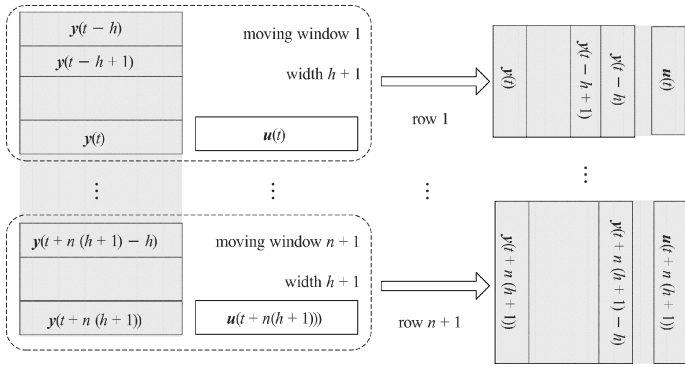 y(t − h)
y(t − h + 1)
y(t)
moving window 1
width h + 1
u(t)
row 1
y(t)
y(t − h + 1)
y(t − h)
u(t)
⋮
⋮
⋮
⋮
y(t + n (h + 1) − h)
y(t + n (h + 1))
moving window n + 1
width h + 1
u(t + n(h + 1)))
row n + 1
y(t + n (h + 1))
y(t + n (h + 1) − h)
u(t + n (h + 1))